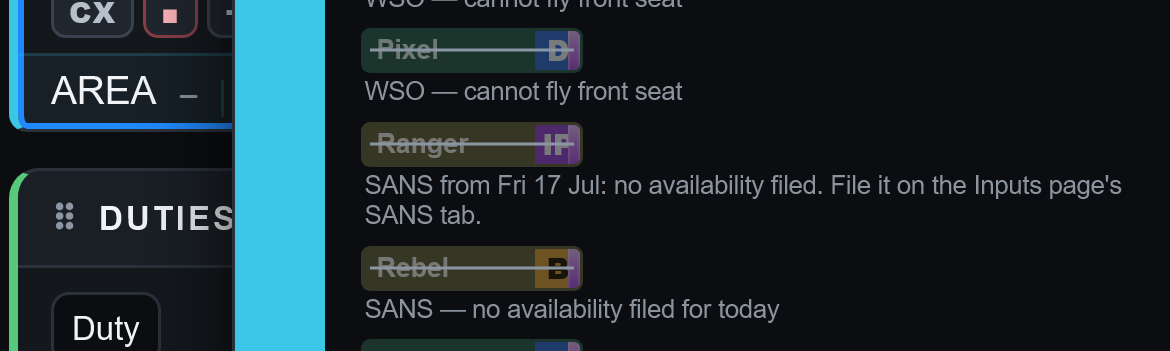 WSO — cannot fly front seat
CX
AREA –
DUTIES
Duty
Pixel D
WSO — cannot fly front seat
Ranger IP
SANS from Fri 17 Jul: no availability filed. File it on the Inputs page's
SANS tab.
Rebel B
SANS — no availability filed for today